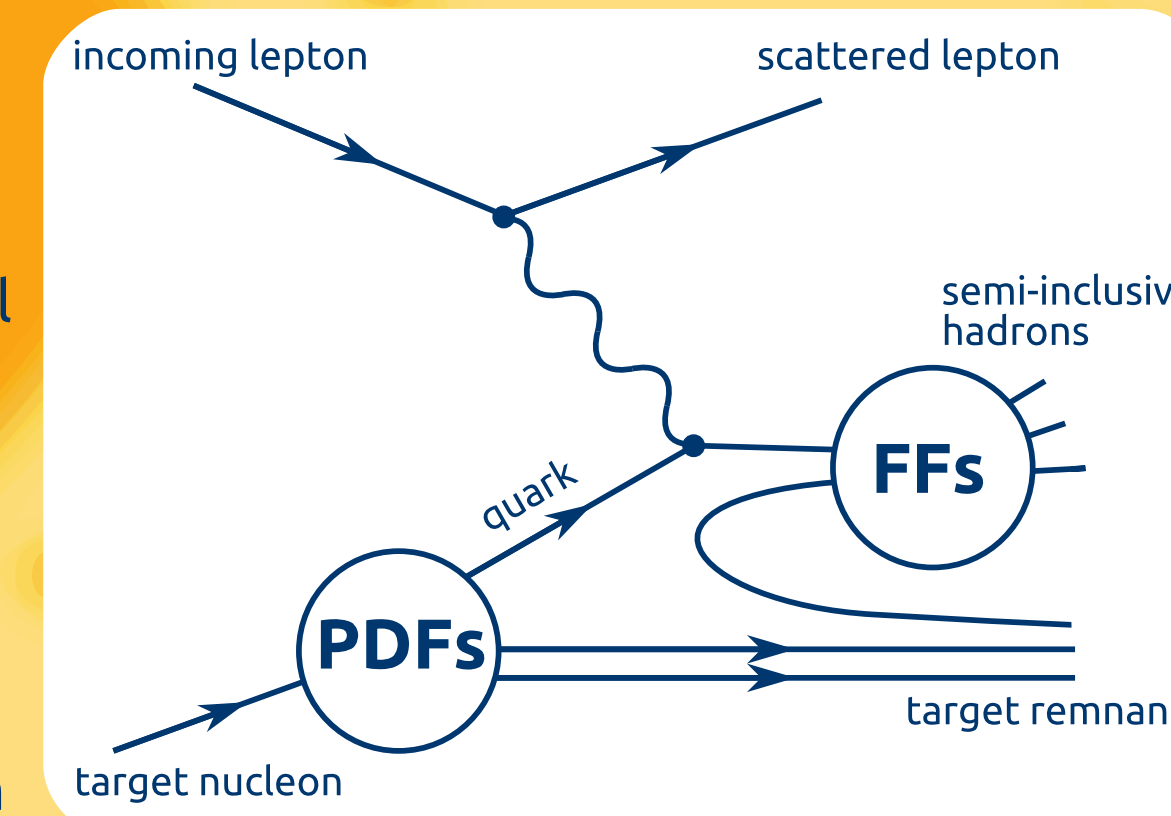 incoming lepton
scattered lepton
semi-inclusiv
hadrons
quark
FFs
PDFs
target remnan
target nucleon